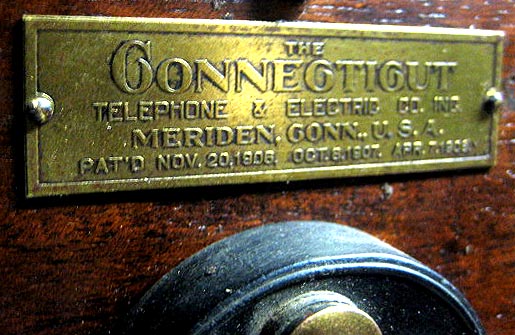 THE
CONNECTICUT
TELEPHONE & ELECTRIC CO. INC.
MERIDEN, CONN., U.S.A.
PAT'D NOV. 20, 1906. OCT. 8, 1907. APR. 7, 1908.